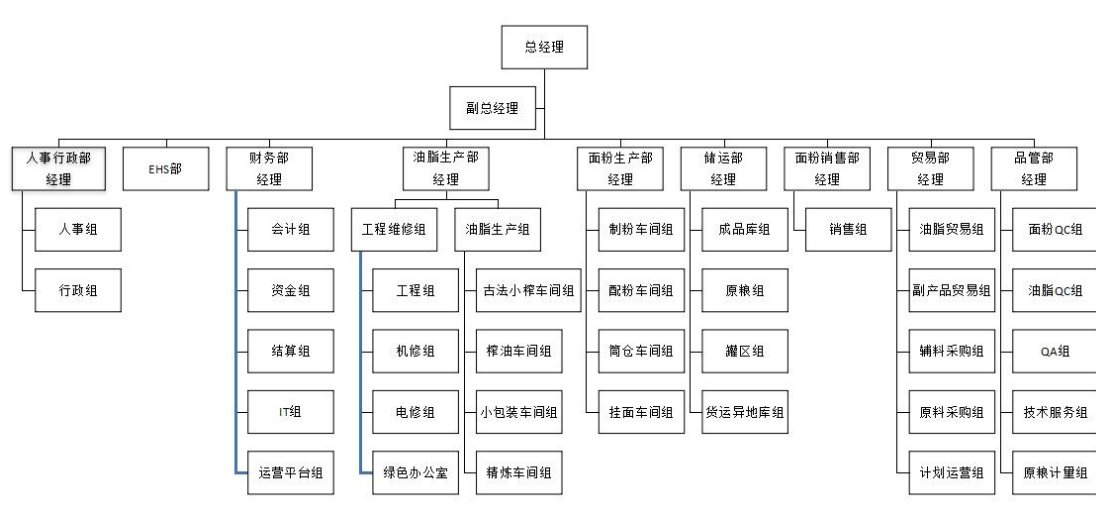 总经理
副总经理
人事行政部
经理
EHS部
财务部
经理
油脂生产部
经理
面粉生产部
经理
储运部
经理
面粉销售部
经理
贸易部
经理
品管部
经理
人事组
会计组
工程维修组
油脂生产组
制粉车间组
成品库组
销售组
油脂贸易组
面粉QC组
行政组
资金组
工程组
古法小榨车间组
配粉车间组
原粮组
副产品贸易组
油脂QC组
结算组
机修组
榨油车间组
筒仓车间组
罐区组
辅料采购组
QA组
IT组
电修组
小包装车间组
挂面车间组
货运异地库组
原料采购组
技术服务组
运营平台组
绿色办公室
精炼车间组
计划运营组
原粮计量组